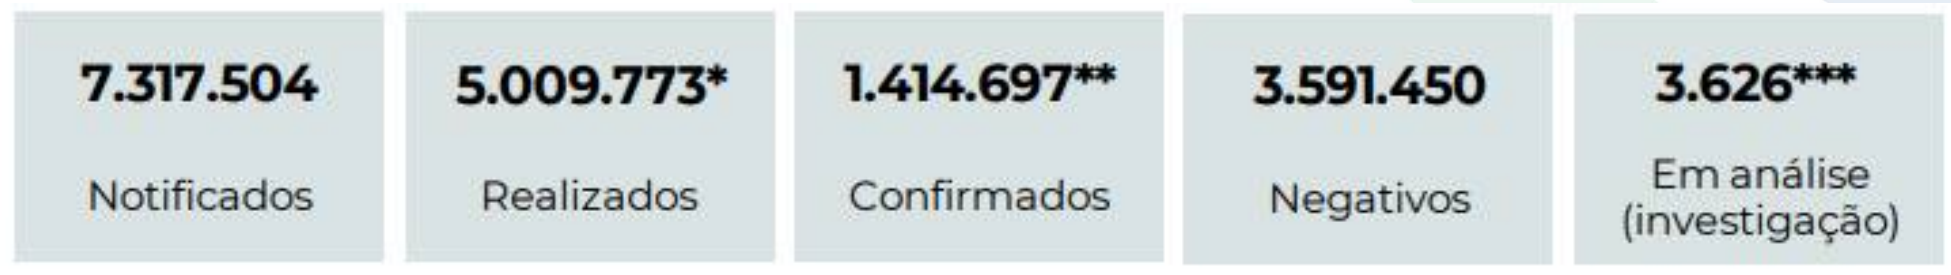 7.317.504
Notificados
5.009.773*
Realizados
1.414.697**
Confirmados
3.591.450
Negativos
3.626***
Em análise
(investigação)